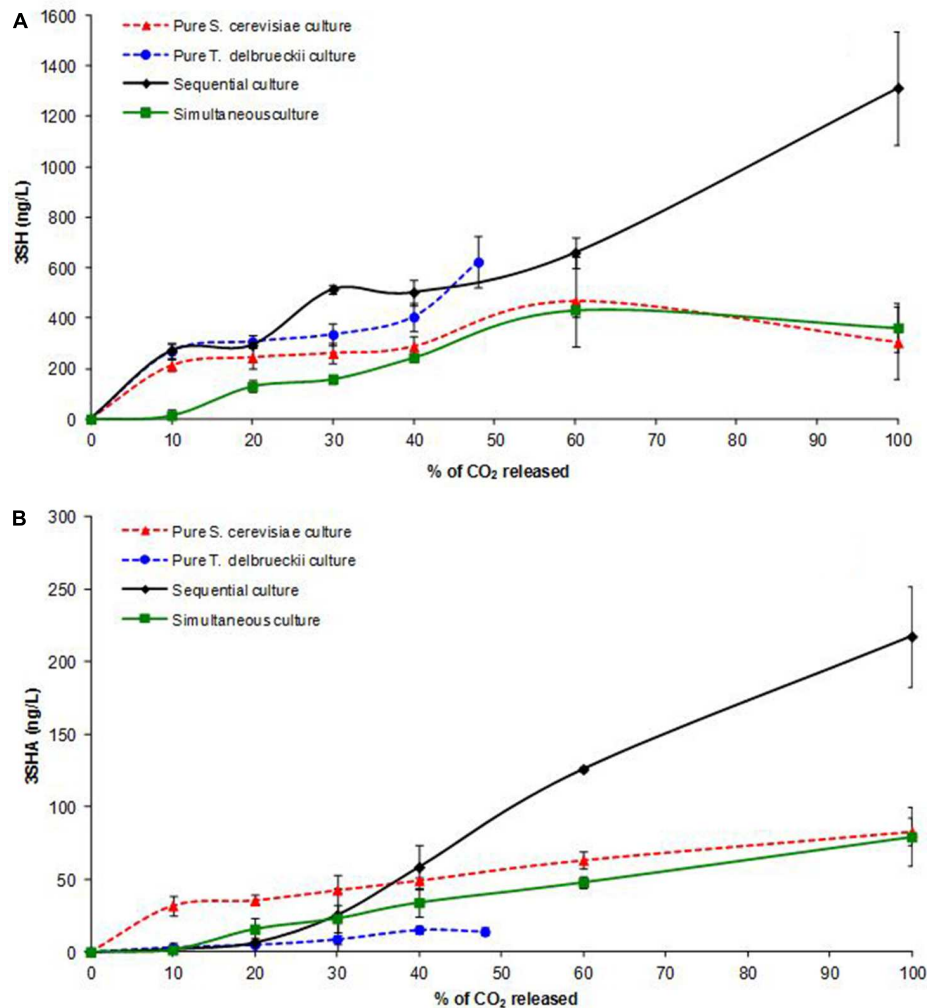 A
1600
1400
1200
1000
800
600
400
200
0
3SH (ng/L)
Pure S. cerevisiae culture
Pure T. delbrueckii culture
Sequential culture
Simultaneous culture
0 10 20 30 40 50 60 70 80 90 100
% of CO₂ released
B
300
250
200
150
100
50
0
3SHA (ng/L)
Pure S. cerevisiae culture
Pure T. delbrueckii culture
Sequential culture
Simultaneous culture
0 10 20 30 40 50 60 70 80 90 100
% of CO₂ released